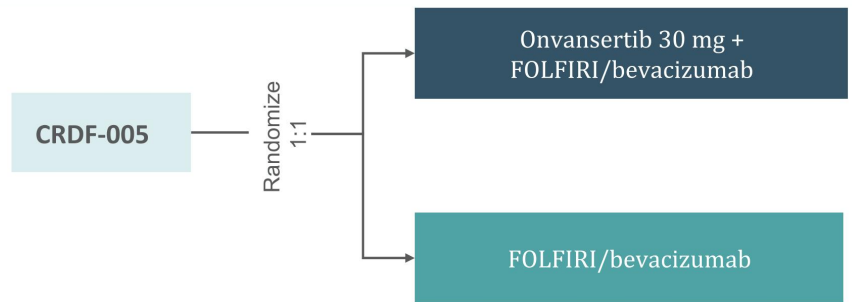 CRDF-005
Randomize
1:1
Onvansertib 30 mg +
FOLFIRI/bevacizumab
FOLFIRI/bevacizumab